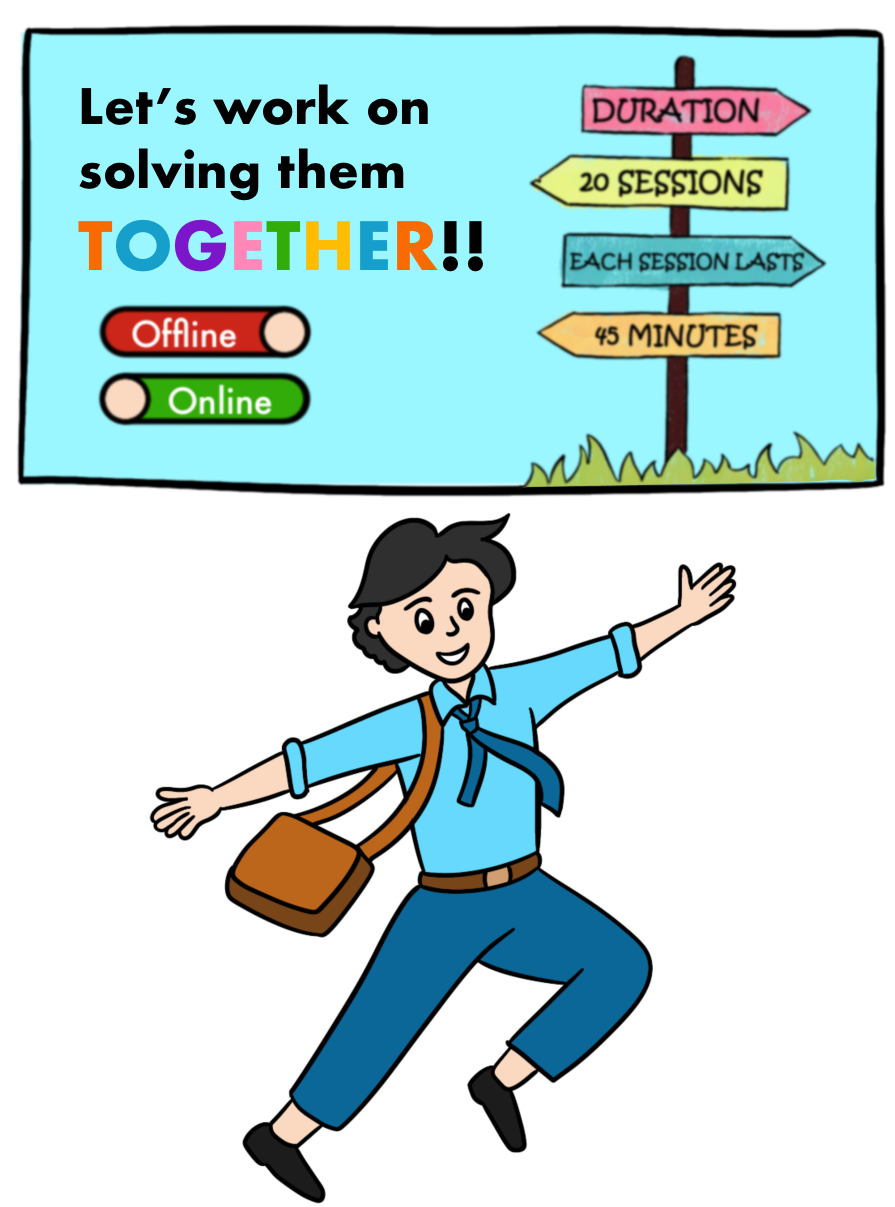 Let's work on
solving them
TOGETHER!!
Offline
Online
DURATION
20 SESSIONS
EACH SESSION LASTS
45 MINUTES